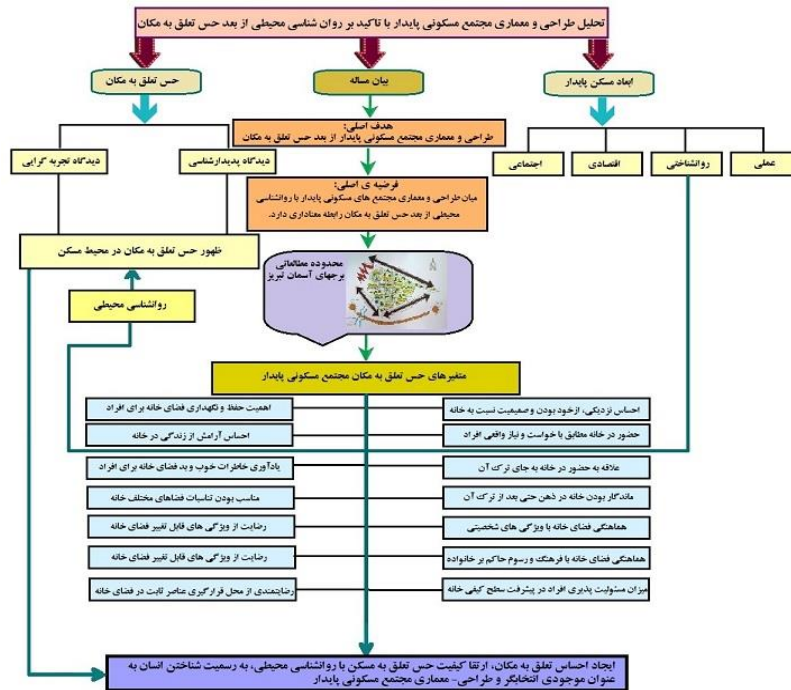 تحلیل طراحی و معماری مجتمع مسکونی پایدار با تاکید بر روان شناسی محیطی از بعد حس تعلق به مکان
ابعاد مسکن پایدار
بیان مساله
حس تعلق به مکان
عملی
روانشناختی
اقتصادی
اجتماعی
هدف اصلی:
طراحی و معماری مجتمع مسکونی پایدار از بعد حس تعلق به مکان
دیدگاه پدیدارشناسی
دیدگاه تجربه گرایی
فرضیه ی اصلی:
میان طراحی و معماری مجتمع های مسکونی پایدار با روانشناسی
محیطی از بعد حس تعلق به مکان رابطه معناداری دارد.
ظهور حس تعلق به مکان در محیط مسکن
روانشناسی محیطی
محدوده مطالعاتی
برجهای آسمان تبریز
متغیرهای حس تعلق به مکان مجتمع مسکونی پایدار
احساس نزدیکی، ازخود بودن و صمیمیت نسبت به خانه
اهمیت حفظ و نگهداری فضای خانه برای افراد
حضور در خانه مطابق با خواست و نیاز واقعی افراد
احساس آرامش از زندگی در خانه
علاقه به حضور در خانه به جای ترک آن
یادآوری خاطرات خوب و بد فضای خانه برای افراد
ماندگار بودن خانه در ذهن حتی بعد از ترک آن
مناسب بودن تناسبات فضاهای مختلف خانه
هماهنگی فضای خانه با ویژگی های شخصیتی
رضایت از ویژگی های قابل تغییر فضای خانه
هماهنگی فضای خانه با فرهنگ و رسوم حاکم بر خانواده
رضایت از ویژگی های قابل تغییر فضای خانه
میزان مسئولیت پذیری افراد در پیشرفت سطح کیفی خانه
رضایتمندی از محل قرارگیری عناصر ثابت در فضای خانه
ایجاد احساس تعلق به مکان، ارتقا کیفیت حس تعلق به مسکن با روانشناسی محیطی، به رسمیت شناختن انسان به
عنوان موجودی انتخابگر و طراحی- معماری مجتمع مسکونی پایدار